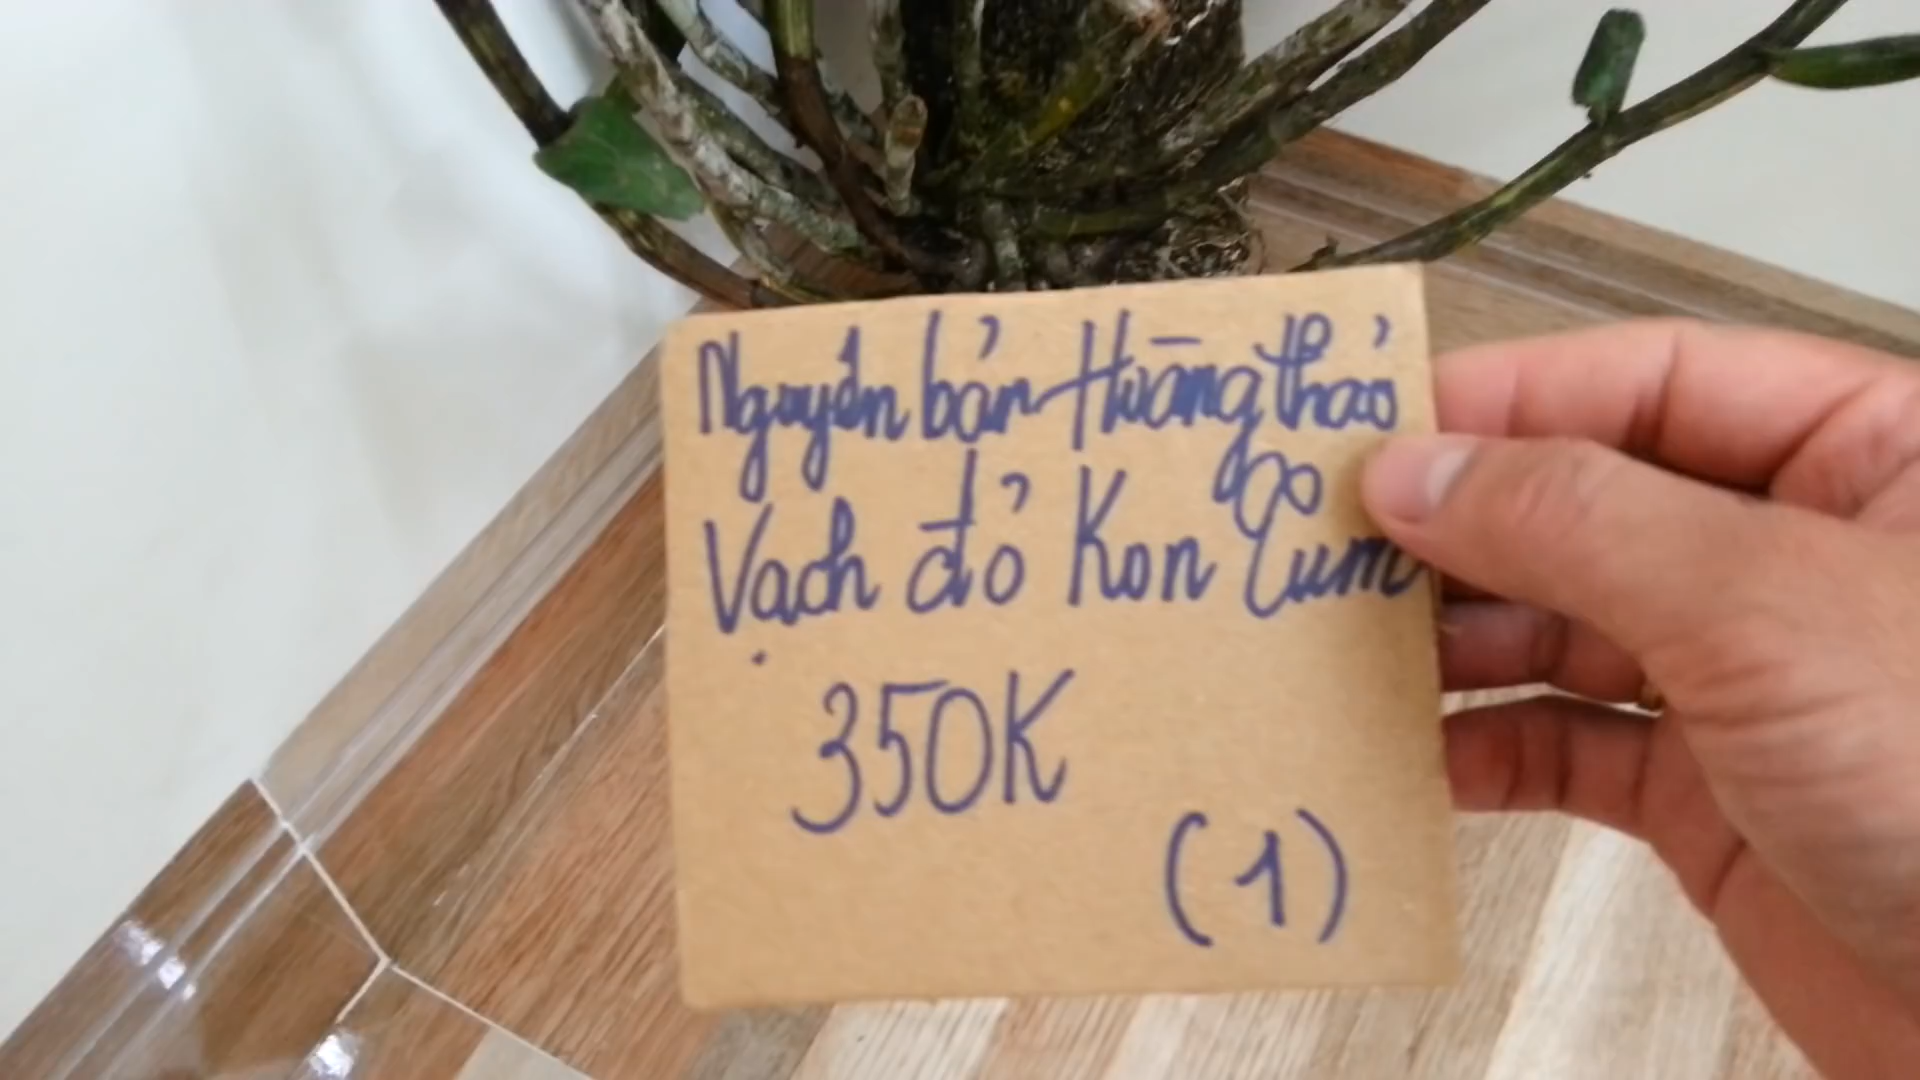 Nguyên bản Hoàng thảo
Vạch đỏ Kon Tum
350K
(1)